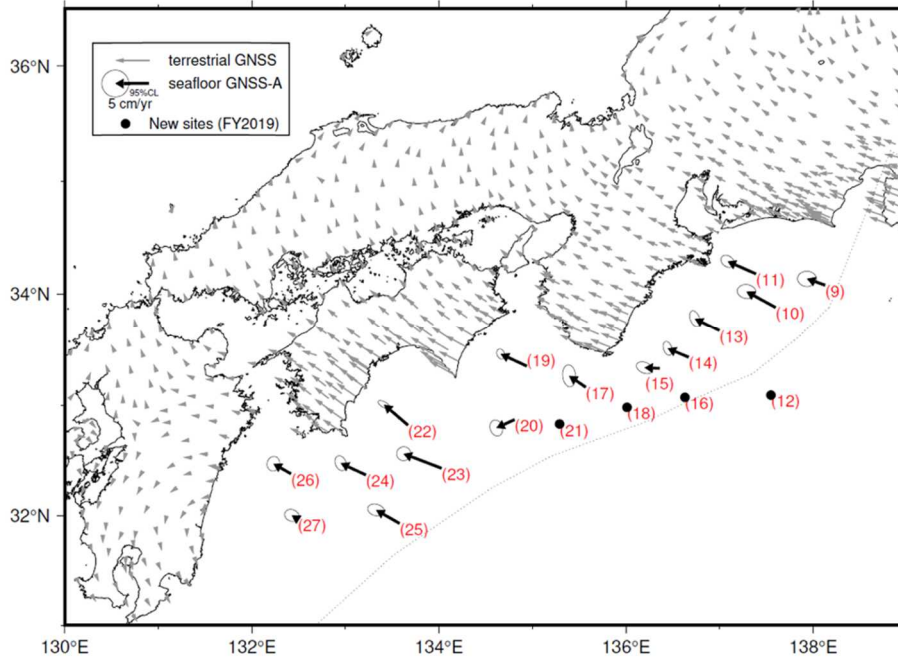 36°N
terrestrial GNSS
seafloor GNSS-A
95%CL
5 cm/yr
New sites (FY2019)
34°N
(11)
(9)
(10)
(13)
(19)
(14)
(15)
(17)
(16)
(12)
(18)
(20)
(21)
(22)
(23)
(26)
(24)
32°N
(27)
(25)
130°E
132°E
134°E
136°E
138°E